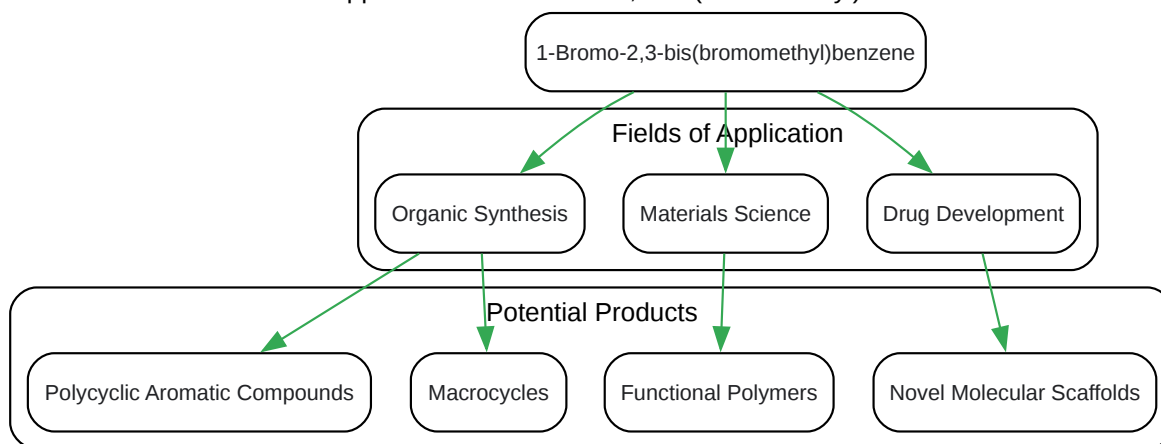 1-Bromo-2,3-bis(bromomethyl)benzene
Fields of Application
Organic Synthesis
Materials Science
Drug Development
Potential Products
Polycyclic Aromatic Compounds
Macrocycles
Functional Polymers
Novel Molecular Scaffolds